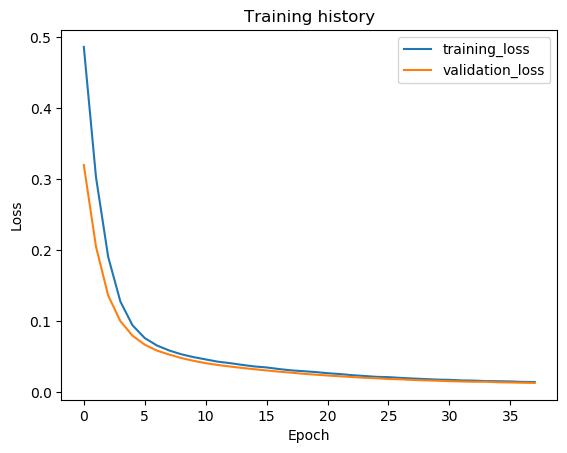 Training history
training_loss
validation_loss
Loss
0.5
0.4
0.3
0.2
0.1
0.0
0 5 10 15 20 25 30 35
Epoch